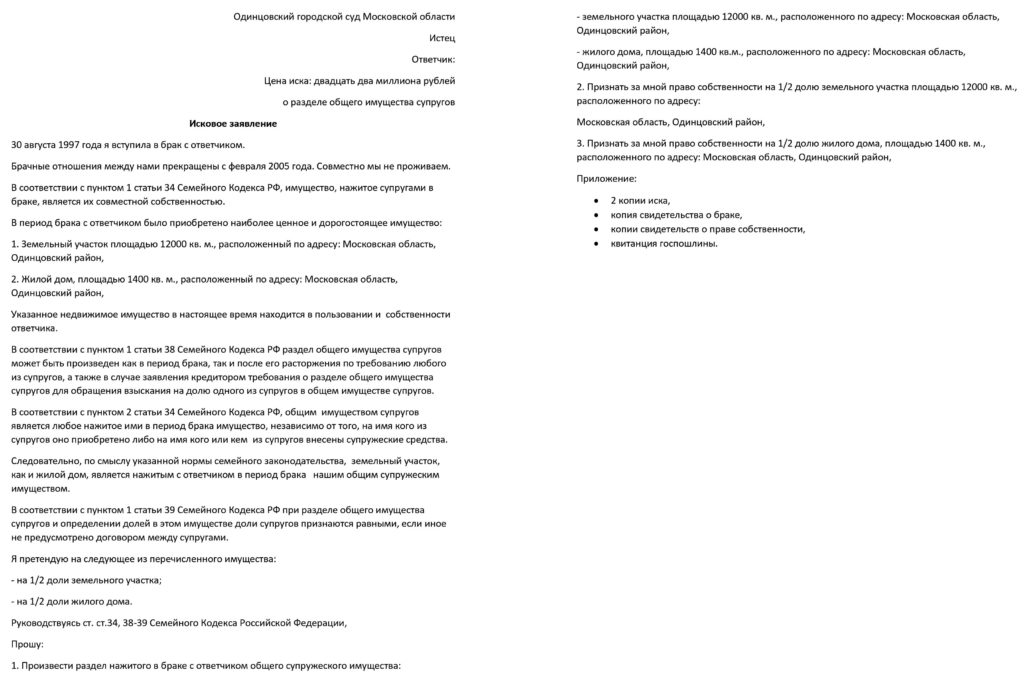 Одинцовский городской суд Московской области
Истец
Ответчик:
Цена иска: двадцать два миллиона рублей
о разделе общего имущества супругов
Исковое заявление
30 августа 1997 года я вступила в брак с ответчиком.
Брачные отношения между нами прекращены с февраля 2005 года. Совместно мы не проживаем.
В соответствии с пунктом 1 статьи 34 Семейного Кодекса РФ, имущество, нажитое супругами в
браке, является их совместной собственностью.
В период брака с ответчиком было приобретено наиболее ценное и дорогостоящее имущество:
1. Земельный участок площадью 12000 кв. м., расположенный по адресу: Московская область,
Одинцовский район,
2. Жилой дом, площадью 1400 кв. м., расположенный по адресу: Московская область,
Одинцовский район,
Указанное недвижимое имущество в настоящее время находится в пользовании и собственности
ответчика.
В соответствии с пунктом 1 статьи 38 Семейного Кодекса РФ раздел общего имущества супругов
может быть произведен как в период брака, так и после его расторжения по требованию любого
из супругов, а также в случае заявления кредитором требования о разделе общего имущества
супругов для обращения взыскания на долю одного из супругов в общем имуществе супругов.
В соответствии с пунктом 2 статьи 34 Семейного Кодекса РФ, общим имуществом супругов
является любое нажитое ими в период брака имущество, независимо от того, на имя кого из
супругов оно приобретено либо на имя кого или кем из супругов внесены супружеские средства.
Следовательно, по смыслу указанной нормы семейного законодательства, земельный участок,
как и жилой дом, является нажитым с ответчиком в период брака нашим общим супружеским
имуществом.
В соответствии с пунктом 1 статьи 39 Семейного Кодекса РФ при разделе общего имущества
супругов и определении долей в этом имуществе доли супругов признаются равными, если иное
не предусмотрено договором между супругами.
Я претендую на следующее из перечисленного имущества:
- на 1/2 доли земельного участка;
- на 1/2 доли жилого дома.
Руководствуясь ст. ст.34, 38-39 Семейного Кодекса Российской Федерации,
Прошу:
1. Произвести раздел нажитого в браке с ответчиком общего супружеского имущества:
- земельного участка площадью 12000 кв. м., расположенного по адресу: Московская область,
Одинцовский район,
- жилого дома, площадью 1400 кв.м., расположенного по адресу: Московская область,
Одинцовский район,
2. Признать за мной право собственности на 1/2 долю земельного участка площадью 12000 кв. м.,
расположенного по адресу:
Московская область, Одинцовский район,
3. Признать за мной право собственности на 1/2 долю жилого дома, площадью 1400 кв. м.,
расположенного по адресу: Московская область, Одинцовский район,
Приложение:
• 2 копии иска,
• копия свидетельства о браке,
• копии свидетельств о праве собственности,
• квитанция госпошлины.